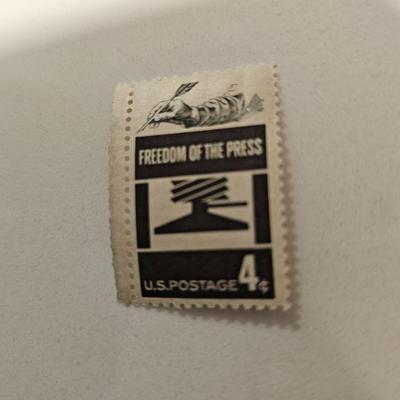 FREEDOM OF THE PRESS
U.S.POSTAGE 4¢